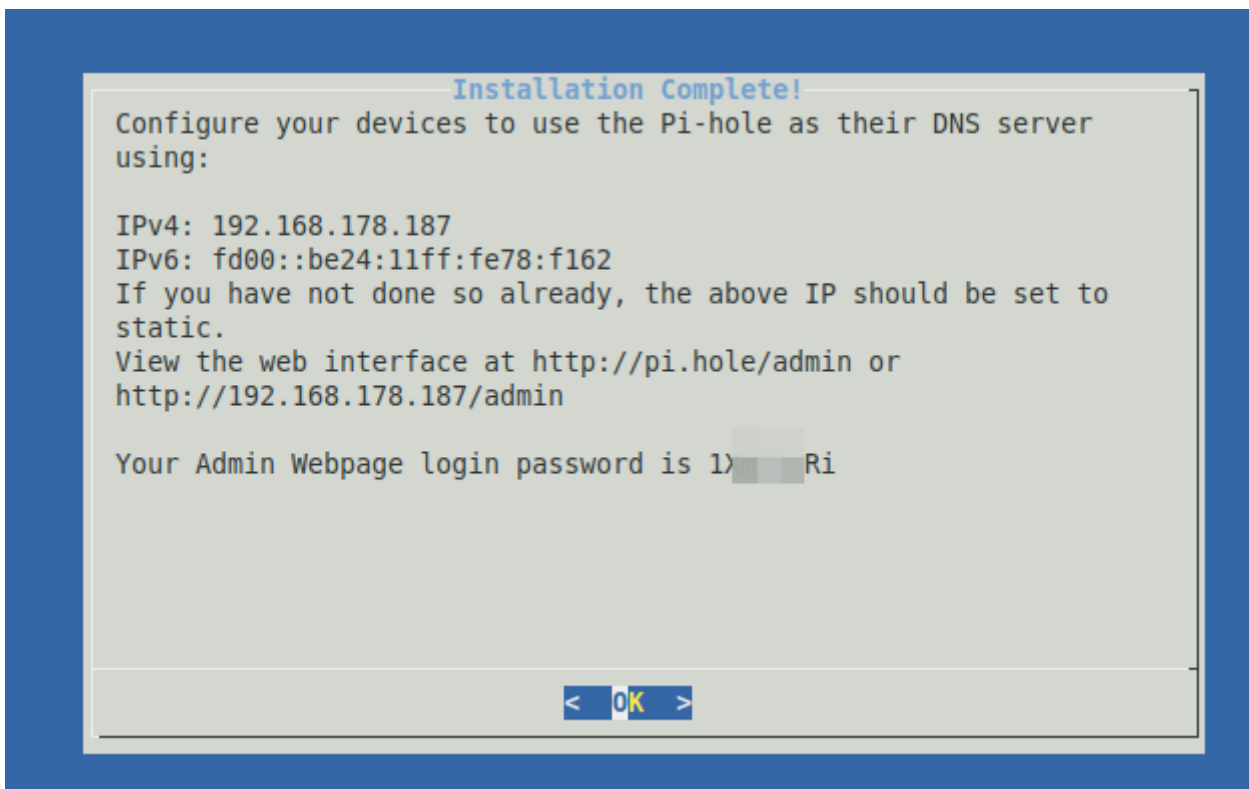 Installation Complete!
Configure your devices to use the Pi-hole as their DNS server
using:
IPv4: 192.168.178.187
IPv6: fd00::be24:11ff:fe78:f162
If you have not done so already, the above IP should be set to
static.
View the web interface at http://pi.hole/admin or
http://192.168.178.187/admin
Your Admin Webpage login password is
< OK >